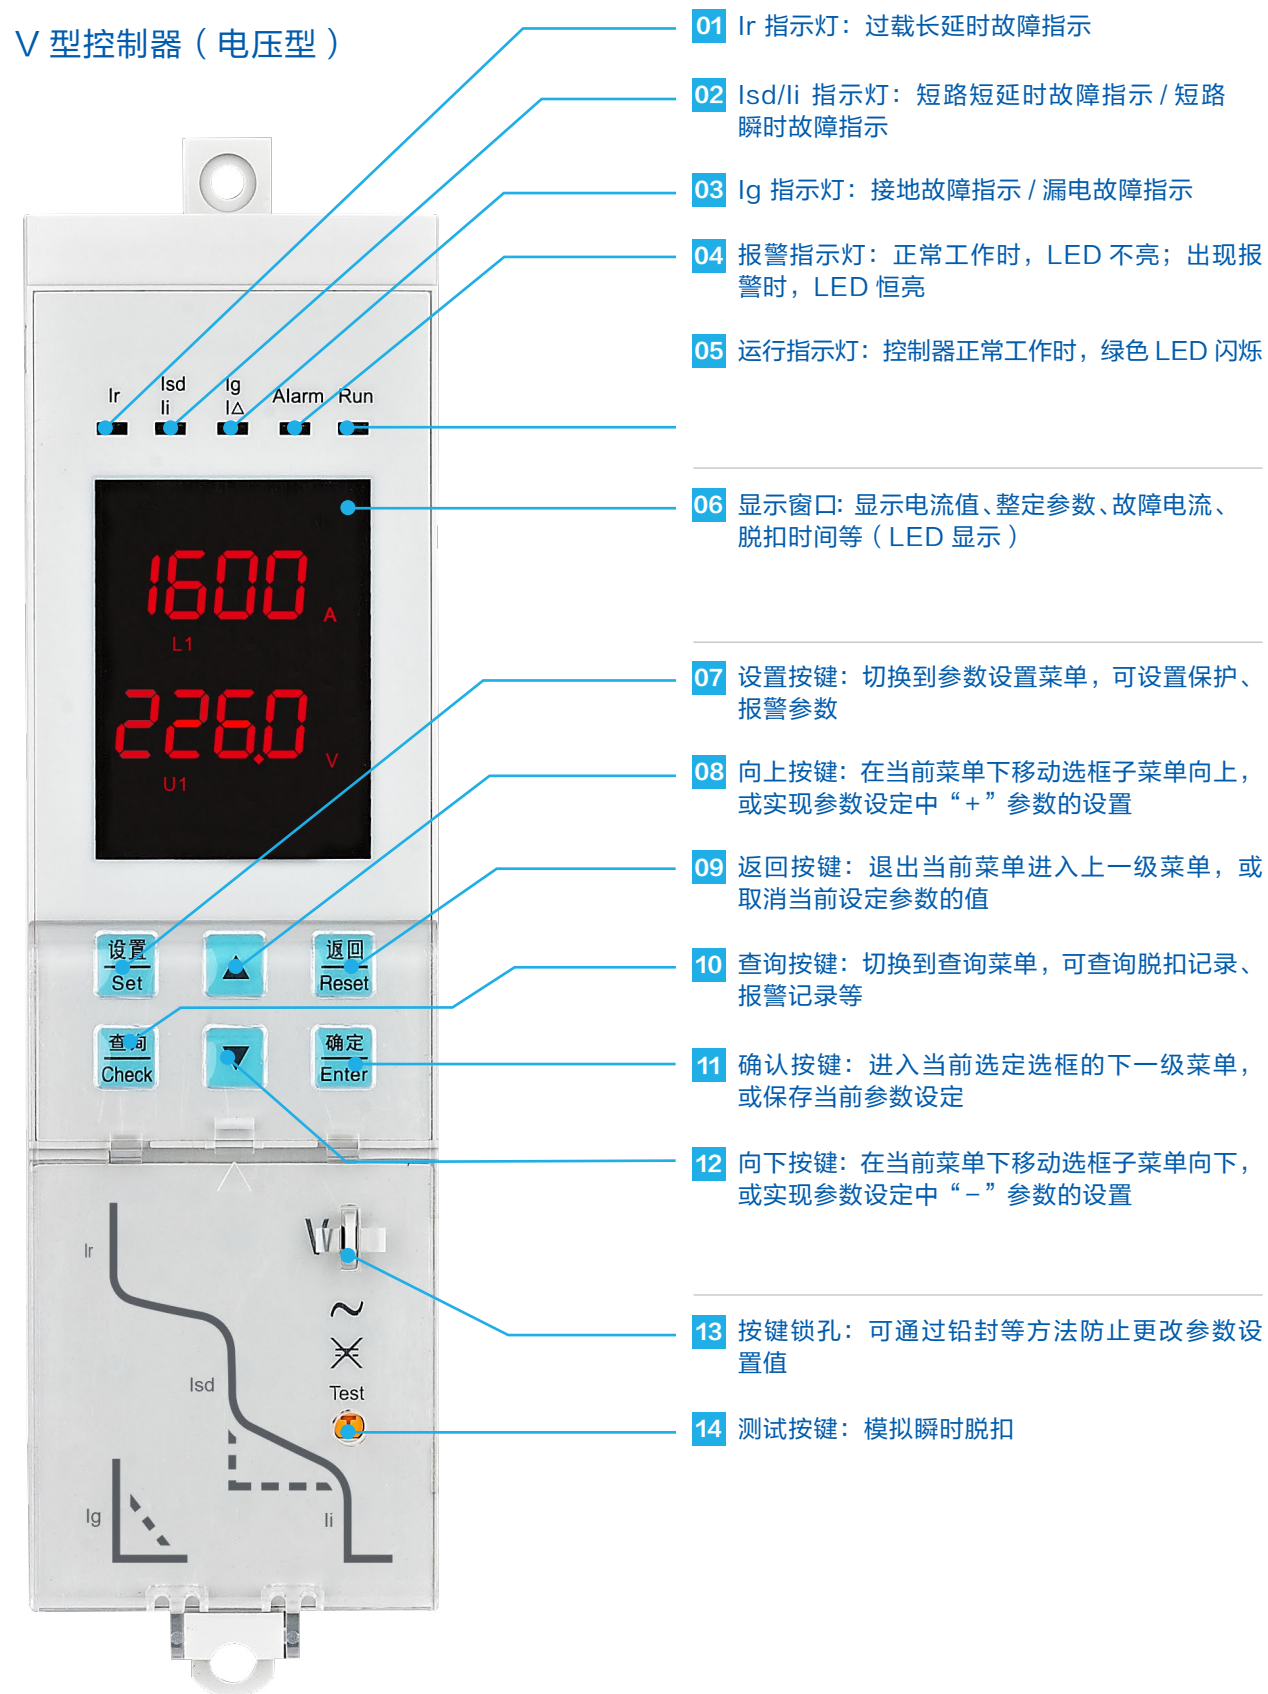 V 型控制器（电压型）
01 Ir 指示灯：过载长延时故障指示
02 Isd/Ii 指示灯：短路短延时故障指示 / 短路
瞬时故障指示
03 Ig 指示灯：接地故障指示 / 漏电故障指示
04 报警指示灯：正常工作时，LED 不亮；出现报
警时，LED 恒亮
05 运行指示灯：控制器正常工作时，绿色 LED 闪烁
Ir
Isd
Ii
Ig
I△
Alarm
Run
06 显示窗口：显示电流值、整定参数、故障电流、
脱扣时间等（LED 显示）
1600 A
L1
226.0 V
U1
07 设置按键：切换到参数设置菜单，可设置保护、
报警参数
08 向上按键：在当前菜单下移动选框子菜单向上，
或实现参数设定中“+”参数的设置
09 返回按键：退出当前菜单进入上一级菜单，或
取消当前设定参数的值
10 查询按键：切换到查询菜单，可查询脱扣记录、
报警记录等
11 确认按键：进入当前选定选框的下一级菜单，
或保存当前参数设定
12 向下按键：在当前菜单下移动选框子菜单向下，
或实现参数设定中“-”参数的设置
设置
Set
▲
返回
Reset
查询
Check
▼
确定
Enter
13 按键锁孔：可通过铅封等方法防止更改参数设
置值
14 测试按键：模拟瞬时脱扣
V
Ir
Isd
Test
Ig
Ii